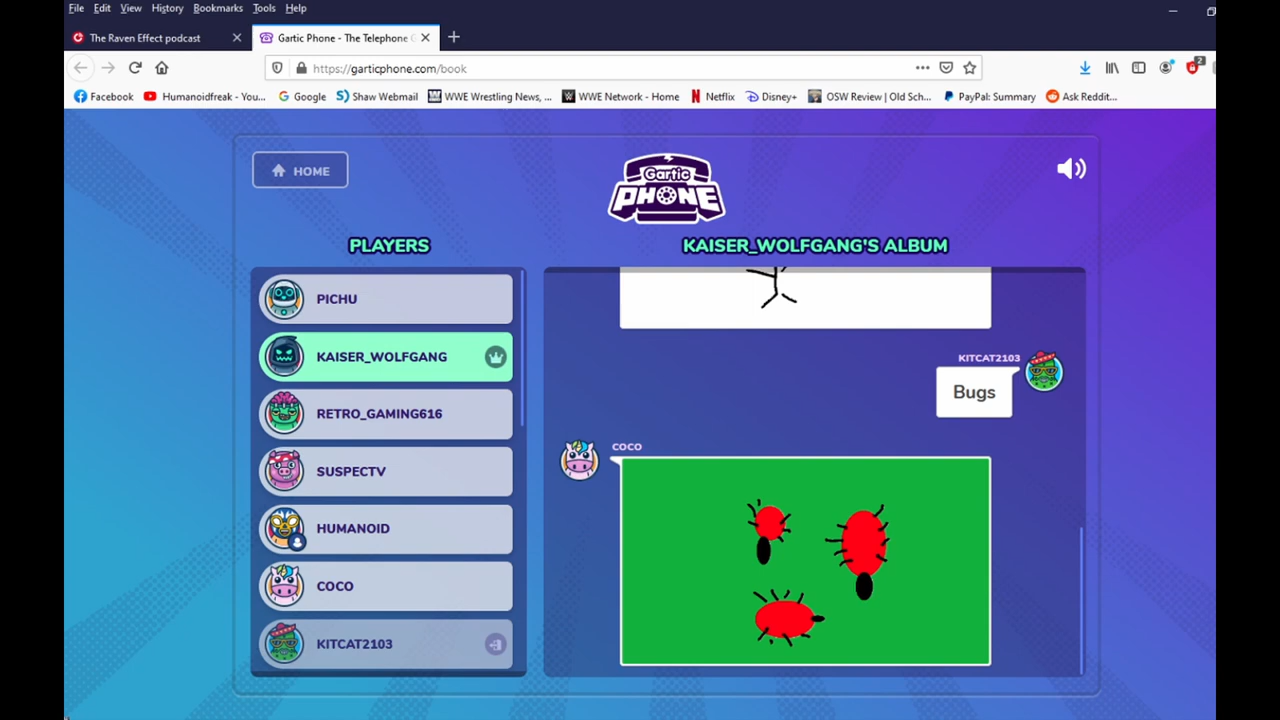 File Edit View History Bookmarks Tools Help
The Raven Effect podcast
Gartic Phone - The Telephone G
https://garticphone.com/book
Facebook
Humanoidfreak - You...
Google
Shaw Webmail
WWE Wrestling News, ...
WWE Network - Home
Netflix
Disney+
OSW Review | Old Sch...
PayPal: Summary
Ask Reddit...
2
HOME
Gartic
PHONE
PLAYERS
KAISER_WOLFGANG'S ALBUM
PICHU
KAISER_WOLFGANG
RETRO_GAMING616
SUSPECTV
HUMANOID
COCO
KITCAT2103
KITCAT2103
Bugs
COCO